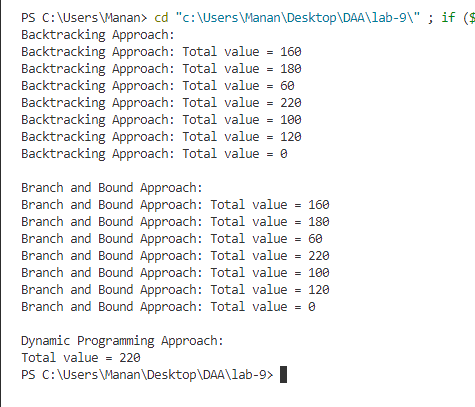 PS C:\Users\Manan> cd "c:\Users\Manan\Desktop\DAA\lab-9\" ; if ($
Backtracking Approach:
Backtracking Approach: Total value = 160
Backtracking Approach: Total value = 180
Backtracking Approach: Total value = 60
Backtracking Approach: Total value = 220
Backtracking Approach: Total value = 100
Backtracking Approach: Total value = 120
Backtracking Approach: Total value = 0

Branch and Bound Approach:
Branch and Bound Approach: Total value = 160
Branch and Bound Approach: Total value = 180
Branch and Bound Approach: Total value = 60
Branch and Bound Approach: Total value = 220
Branch and Bound Approach: Total value = 100
Branch and Bound Approach: Total value = 120
Branch and Bound Approach: Total value = 0

Dynamic Programming Approach:
Total value = 220
PS C:\Users\Manan\Desktop\DAA\lab-9>